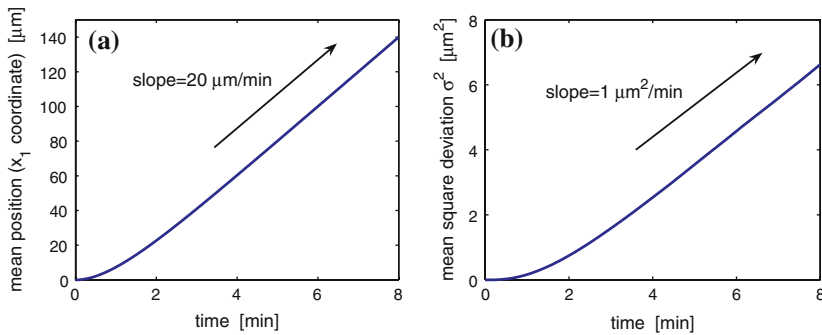 (a)
mean position (x₁ coordinate) [μm]
140
120
100
80
60
40
20
0
slope=20 μm/min
0 2 4 6 8
time [min]
(b)
mean square deviation σ² [μm²]
8
6
4
2
0
slope=1 μm²/min
0 2 4 6 8
time [min]